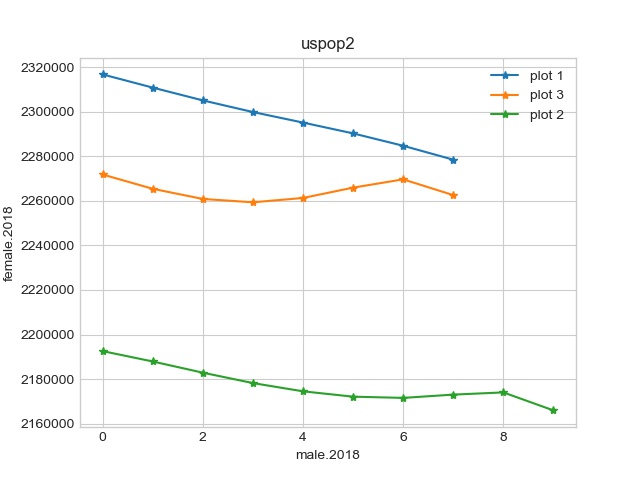 uspop2
plot 1
plot 3
plot 2
2320000
2300000
2280000
2260000
2240000
2220000
2200000
2180000
2160000
female.2018
0 2 4 6 8
male.2018